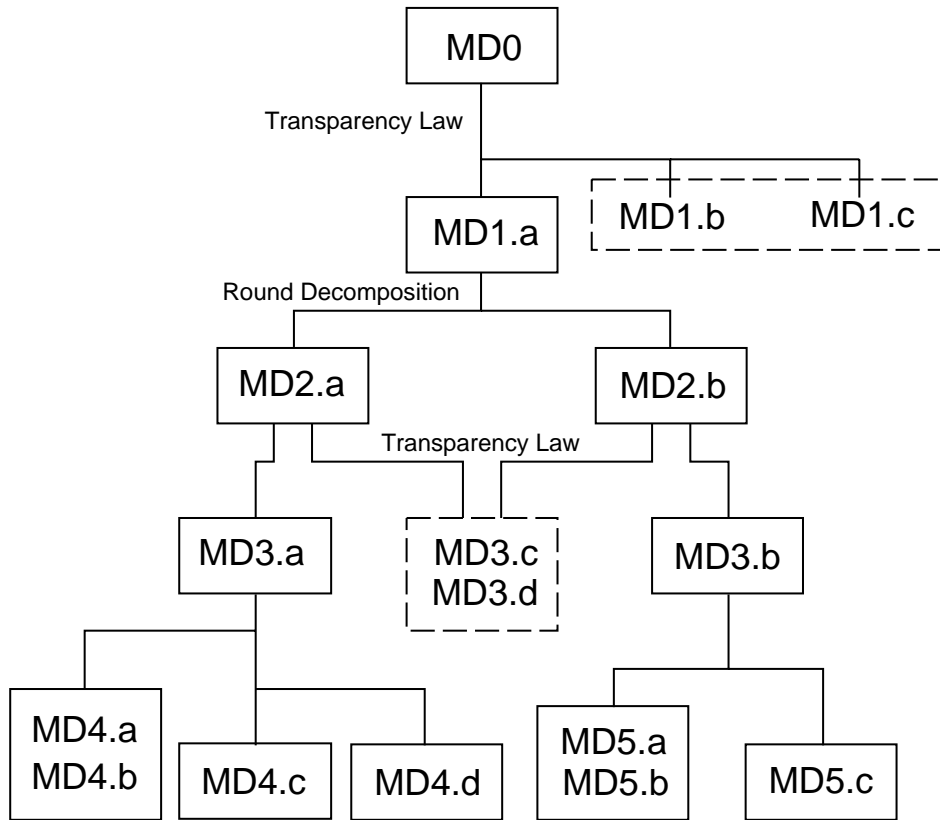 MD0
Transparency Law
MD1.b MD1.c
MD1.a
Round Decomposition
MD2.a MD2.b
Transparency Law
MD3.a
MD3.c
MD3.d
MD3.b
MD4.a
MD4.b
MD4.c
MD4.d
MD5.a
MD5.b
MD5.c